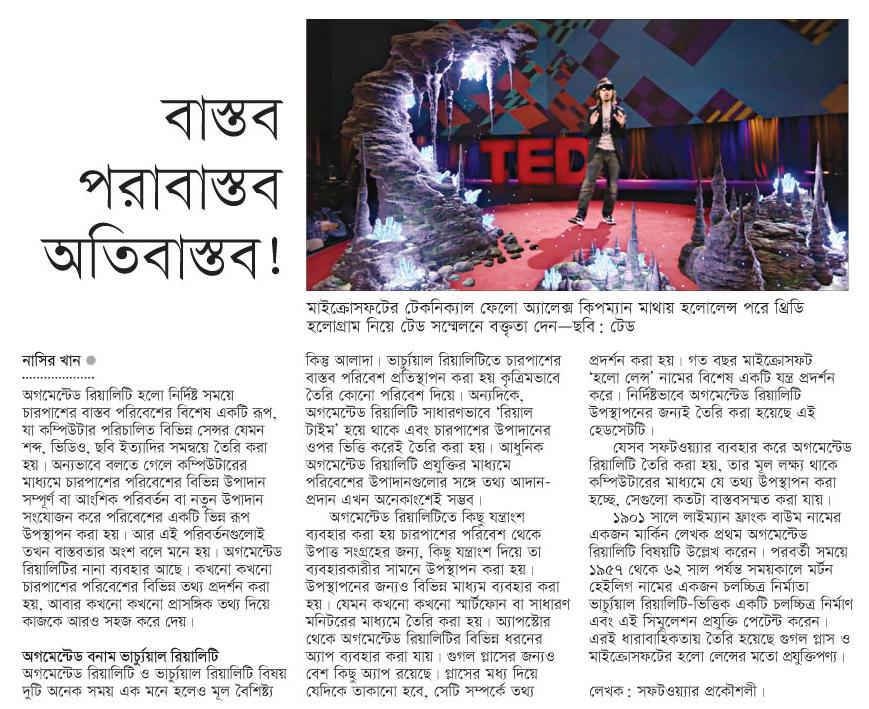 বাস্তব
পরাবাস্তব
অতিবাস্তব!
TED
মাইক্রোসফটের টেকনিক্যাল ফেলো অ্যালেক্স কিপম্যান মাথায় হলোলেন্স পরে থ্রিডি
হলোগ্রাম নিয়ে টেড সম্মেলনে বক্তৃতা দেন—ছবি : টেড
নাসির খান
অগমেন্টেড রিয়ালিটি হলো নির্দিষ্ট সময়ে
চারপাশের বাস্তব পরিবেশের বিশেষ একটি রূপ,
যা কম্পিউটার পরিচালিত বিভিন্ন সেন্সর যেমন
শব্দ, ভিডিও, ছবি ইত্যাদির সমন্বয়ে তৈরি করা
হয়। অন্যভাবে বলতে গেলে কম্পিউটারের
মাধ্যমে চারপাশের পরিবেশের বিভিন্ন উপাদান
সম্পূর্ণ বা আংশিক পরিবর্তন বা নতুন উপাদান
সংযোজন করে পরিবেশের একটি ভিন্ন রূপ
উপস্থাপন করা হয়। আর এই পরিবর্তনগুলোই
তখন বাস্তবতার অংশ বলে মনে হয়। অগমেন্টেড
রিয়ালিটির নানা ব্যবহার আছে। কখনো কখনো
চারপাশের পরিবেশের বিভিন্ন তথ্য প্রদর্শন করা
হয়, আবার কখনো কখনো প্রাসঙ্গিক তথ্য দিয়ে
কাজকে আরও সহজ করে দেয়।
অগমেন্টেড বনাম ভার্চ্যুয়াল রিয়ালিটি
অগমেন্টেড রিয়ালিটি ও ভার্চ্যুয়াল রিয়ালিটি বিষয়
দুটি অনেক সময় এক মনে হলেও মূল বৈশিষ্ট্য
কিন্তু আলাদা। ভার্চ্যুয়াল রিয়ালিটিতে চারপাশের
বাস্তব পরিবেশ প্রতিস্থাপন করা হয় কৃত্রিমভাবে
তৈরি কোনো পরিবেশ দিয়ে। অন্যদিকে,
অগমেন্টেড রিয়ালিটি সাধারণভাবে ‘রিয়াল
টাইম’ হয়ে থাকে এবং চারপাশের উপাদানের
ওপর ভিত্তি করেই তৈরি করা হয়। আধুনিক
অগমেন্টেড রিয়ালিটি প্রযুক্তির মাধ্যমে
পরিবেশের উপাদানগুলোর সঙ্গে তথ্য আদান-
প্রদান এখন অনেকাংশেই সম্ভব।
অগমেন্টেড রিয়ালিটিতে কিছু যন্ত্রাংশ
ব্যবহার করা হয় চারপাশের পরিবেশ থেকে
উপাত্ত সংগ্রহের জন্য, কিছু যন্ত্রাংশ দিয়ে তা
ব্যবহারকারীর সামনে উপস্থাপন করা হয়।
উপস্থাপনের জন্যও বিভিন্ন মাধ্যম ব্যবহার করা
হয়। যেমন কখনো কখনো স্মার্টফোন বা সাধারণ
মনিটরের মাধ্যমে তৈরি করা হয়। অ্যাপস্টোর
থেকে অগমেন্টেড রিয়ালিটির বিভিন্ন ধরনের
অ্যাপ ব্যবহার করা যায়। গুগল গ্লাসের জন্যও
বেশ কিছু অ্যাপ রয়েছে। গ্লাসের মধ্য দিয়ে
যেদিকে তাকানো হবে, সেটি সম্পর্কে তথ্য
প্রদর্শন করা হয়। গত বছর মাইক্রোসফট
‘হলো লেন্স’ নামের বিশেষ একটি যন্ত্র প্রদর্শন
করে। নির্দিষ্টভাবে অগমেন্টেড রিয়ালিটি
উপস্থাপনের জন্যই তৈরি করা হয়েছে এই
হেডসেটটি।
যেসব সফটওয়্যার ব্যবহার করে অগমেন্টেড
রিয়ালিটি তৈরি করা হয়, তার মূল লক্ষ্য থাকে
কম্পিউটারের মাধ্যমে যে তথ্য উপস্থাপন করা
হচ্ছে, সেগুলো কতটা বাস্তবসম্মত করা যায়।
১৯০১ সালে লাইম্যান ফ্রাংক বাউম নামের
একজন মার্কিন লেখক প্রথম অগমেন্টেড
রিয়ালিটি বিষয়টি উল্লেখ করেন। পরবর্তী সময়ে
১৯৫৭ থেকে ৬২ সাল পর্যন্ত সময়কালে মর্টন
হেইলিগ নামের একজন চলচ্চিত্র নির্মাতা
ভার্চ্যুয়াল রিয়ালিটি-ভিত্তিক একটি চলচ্চিত্র নির্মাণ
এবং এই সিমুলেশন প্রযুক্তি পেটেন্ট করেন।
এরই ধারাবাহিকতায় তৈরি হয়েছে গুগল গ্লাস ও
মাইক্রোসফটের হলো লেন্সের মতো প্রযুক্তিপণ্য।
লেখক : সফটওয়্যার প্রকৌশলী।